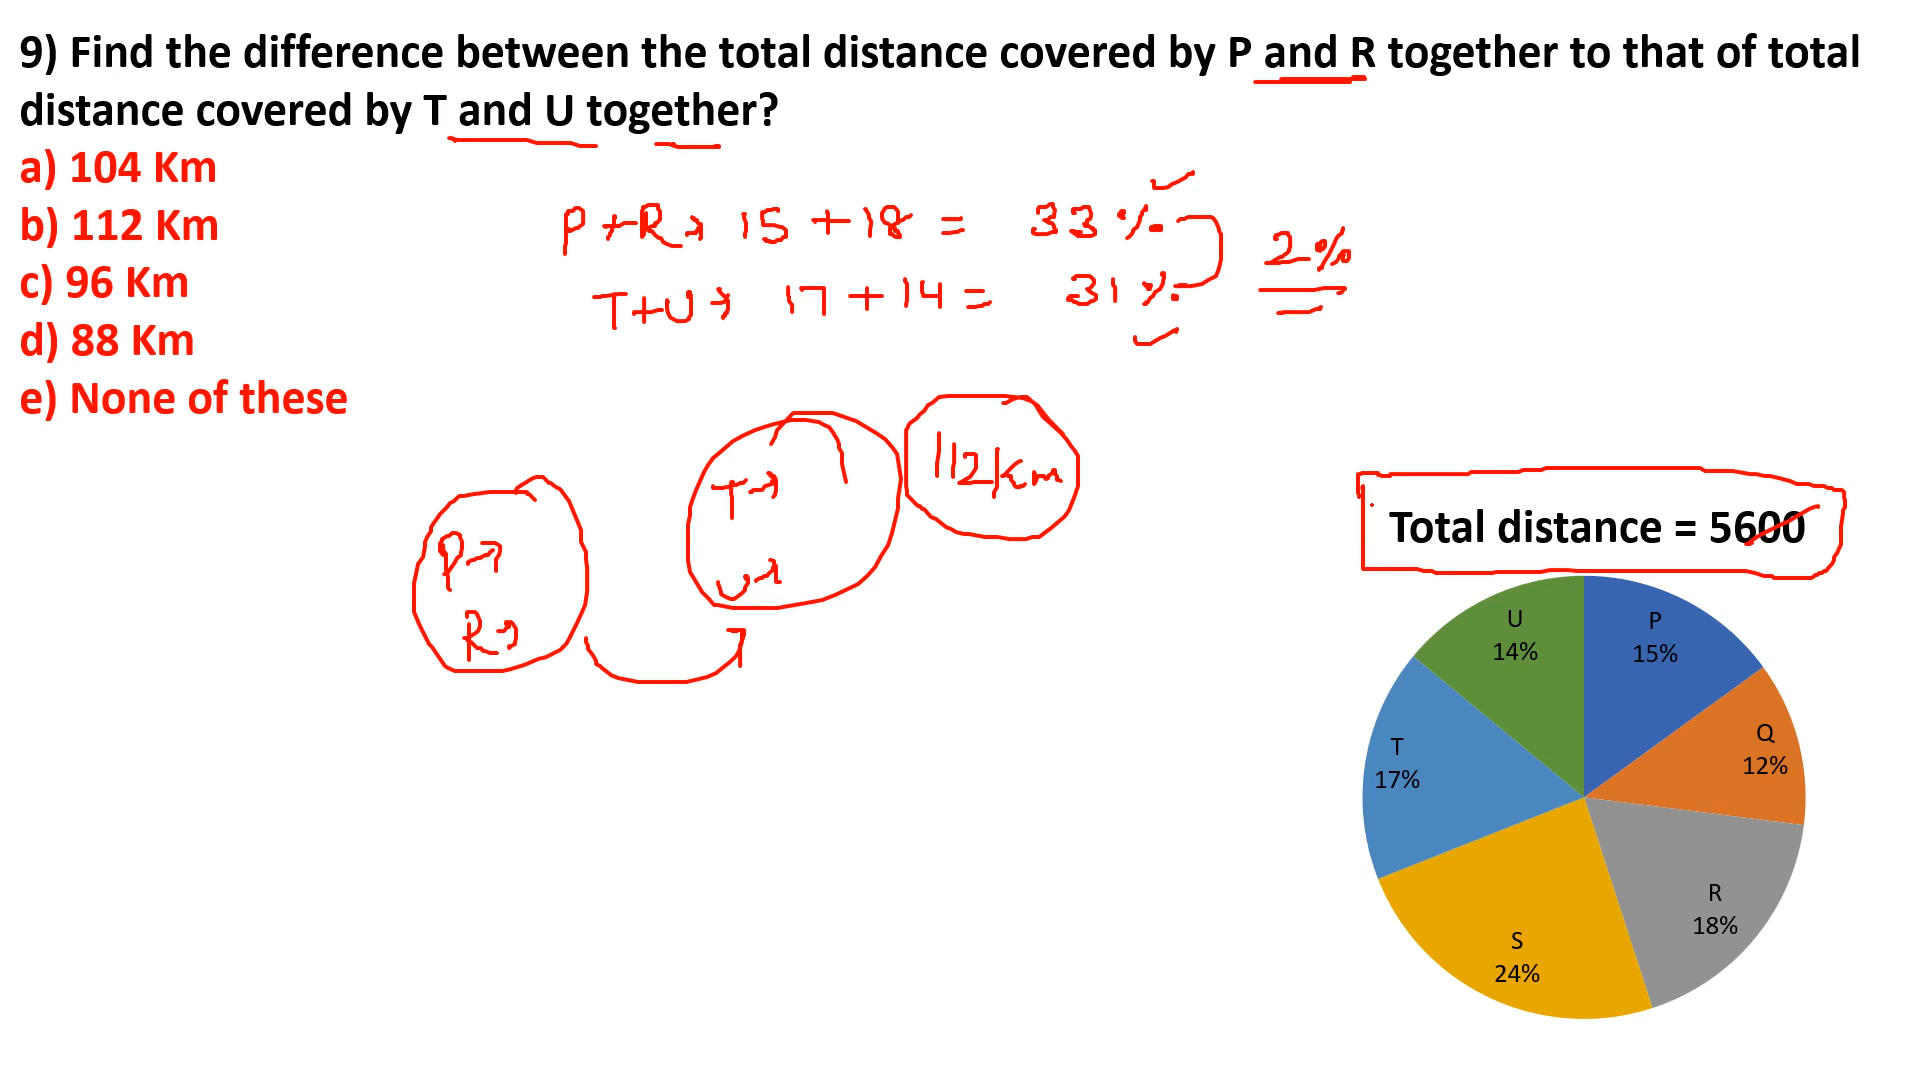 9) Find the difference between the total distance covered by P and R together to that of total
distance covered by T and U together?
a) 104 Km
b) 112 Km
c) 96 Km
d) 88 Km
e) None of these
P+R→ 15+18 = 33%
T+U→ 17+14 = 31%
2%
112 Km
T→
U→
P→
R→
Total distance = 5600
U
14%
P
15%
Q
12%
T
17%
R
18%
S
24%